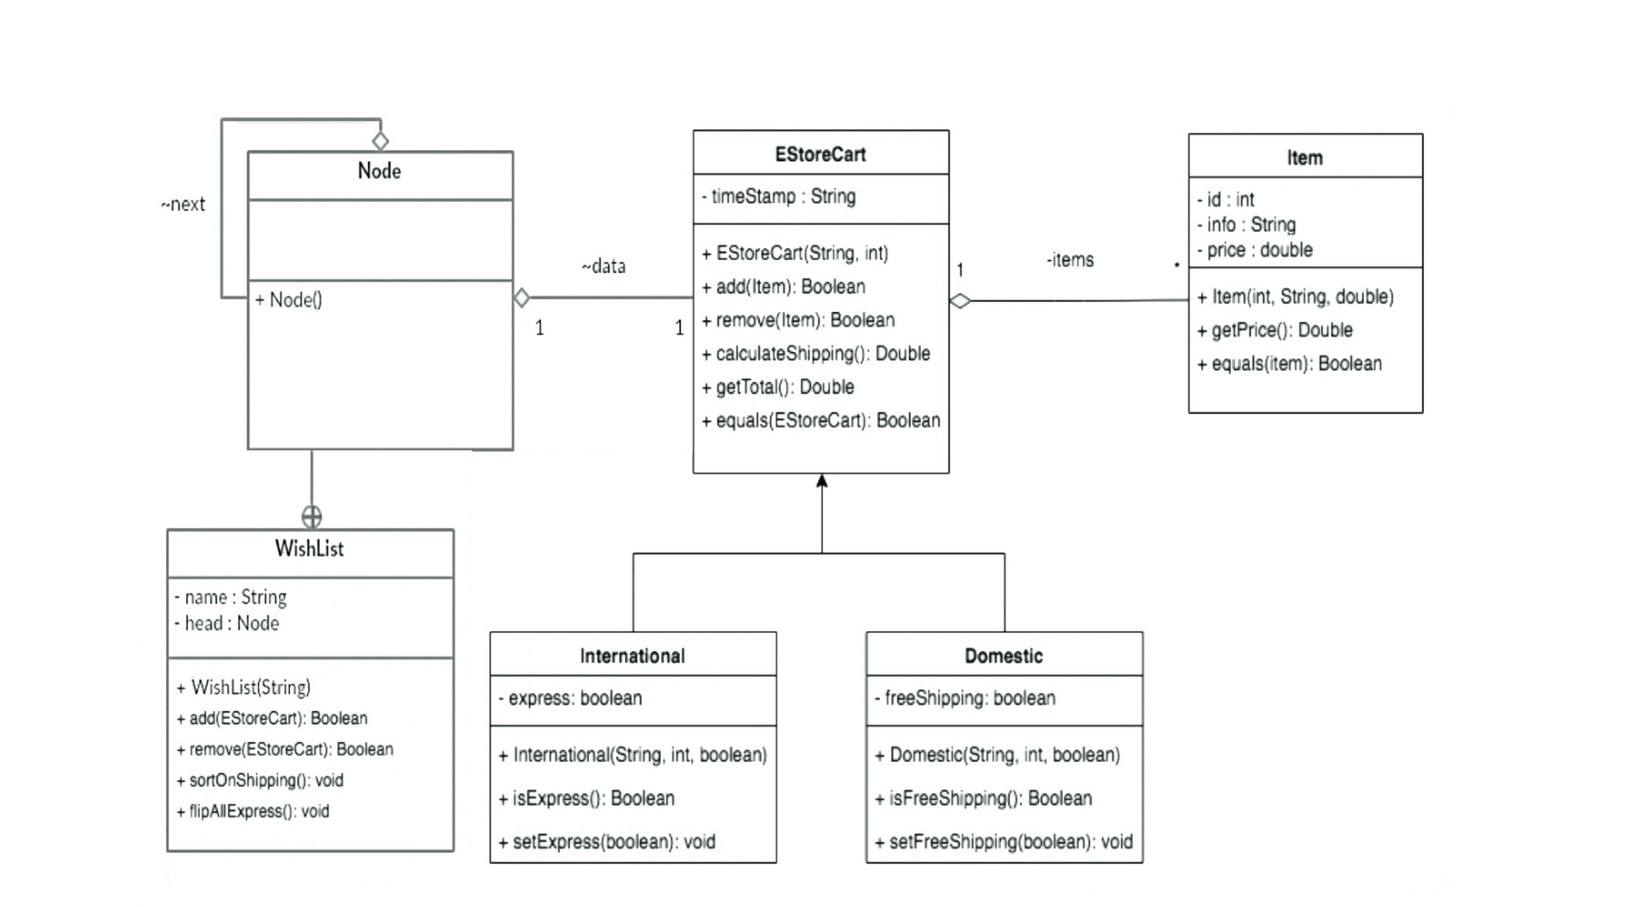 ~next
Node
+ Node()
~data
1
1
EStoreCart
- timeStamp : String
+ EStoreCart(String, int)
+ add(Item): Boolean
+ remove(Item): Boolean
+ calculateShipping(): Double
+ getTotal(): Double
+ equals(EStoreCart): Boolean
1
-items
*
Item
- id : int
- info : String
- price : double
+ Item(int, String, double)
+ getPrice(): Double
+ equals(item): Boolean
WishList
- name : String
- head : Node
+ WishList(String)
+ add(EStoreCart): Boolean
+ remove(EStoreCart): Boolean
+ sortOnShipping(): void
+ flipAllExpress(): void
International
- express: boolean
+ International(String, int, boolean)
+ isExpress(): Boolean
+ setExpress(boolean): void
Domestic
- freeShipping: boolean
+ Domestic(String, int, boolean)
+ isFreeShipping(): Boolean
+ setFreeShipping(boolean): void